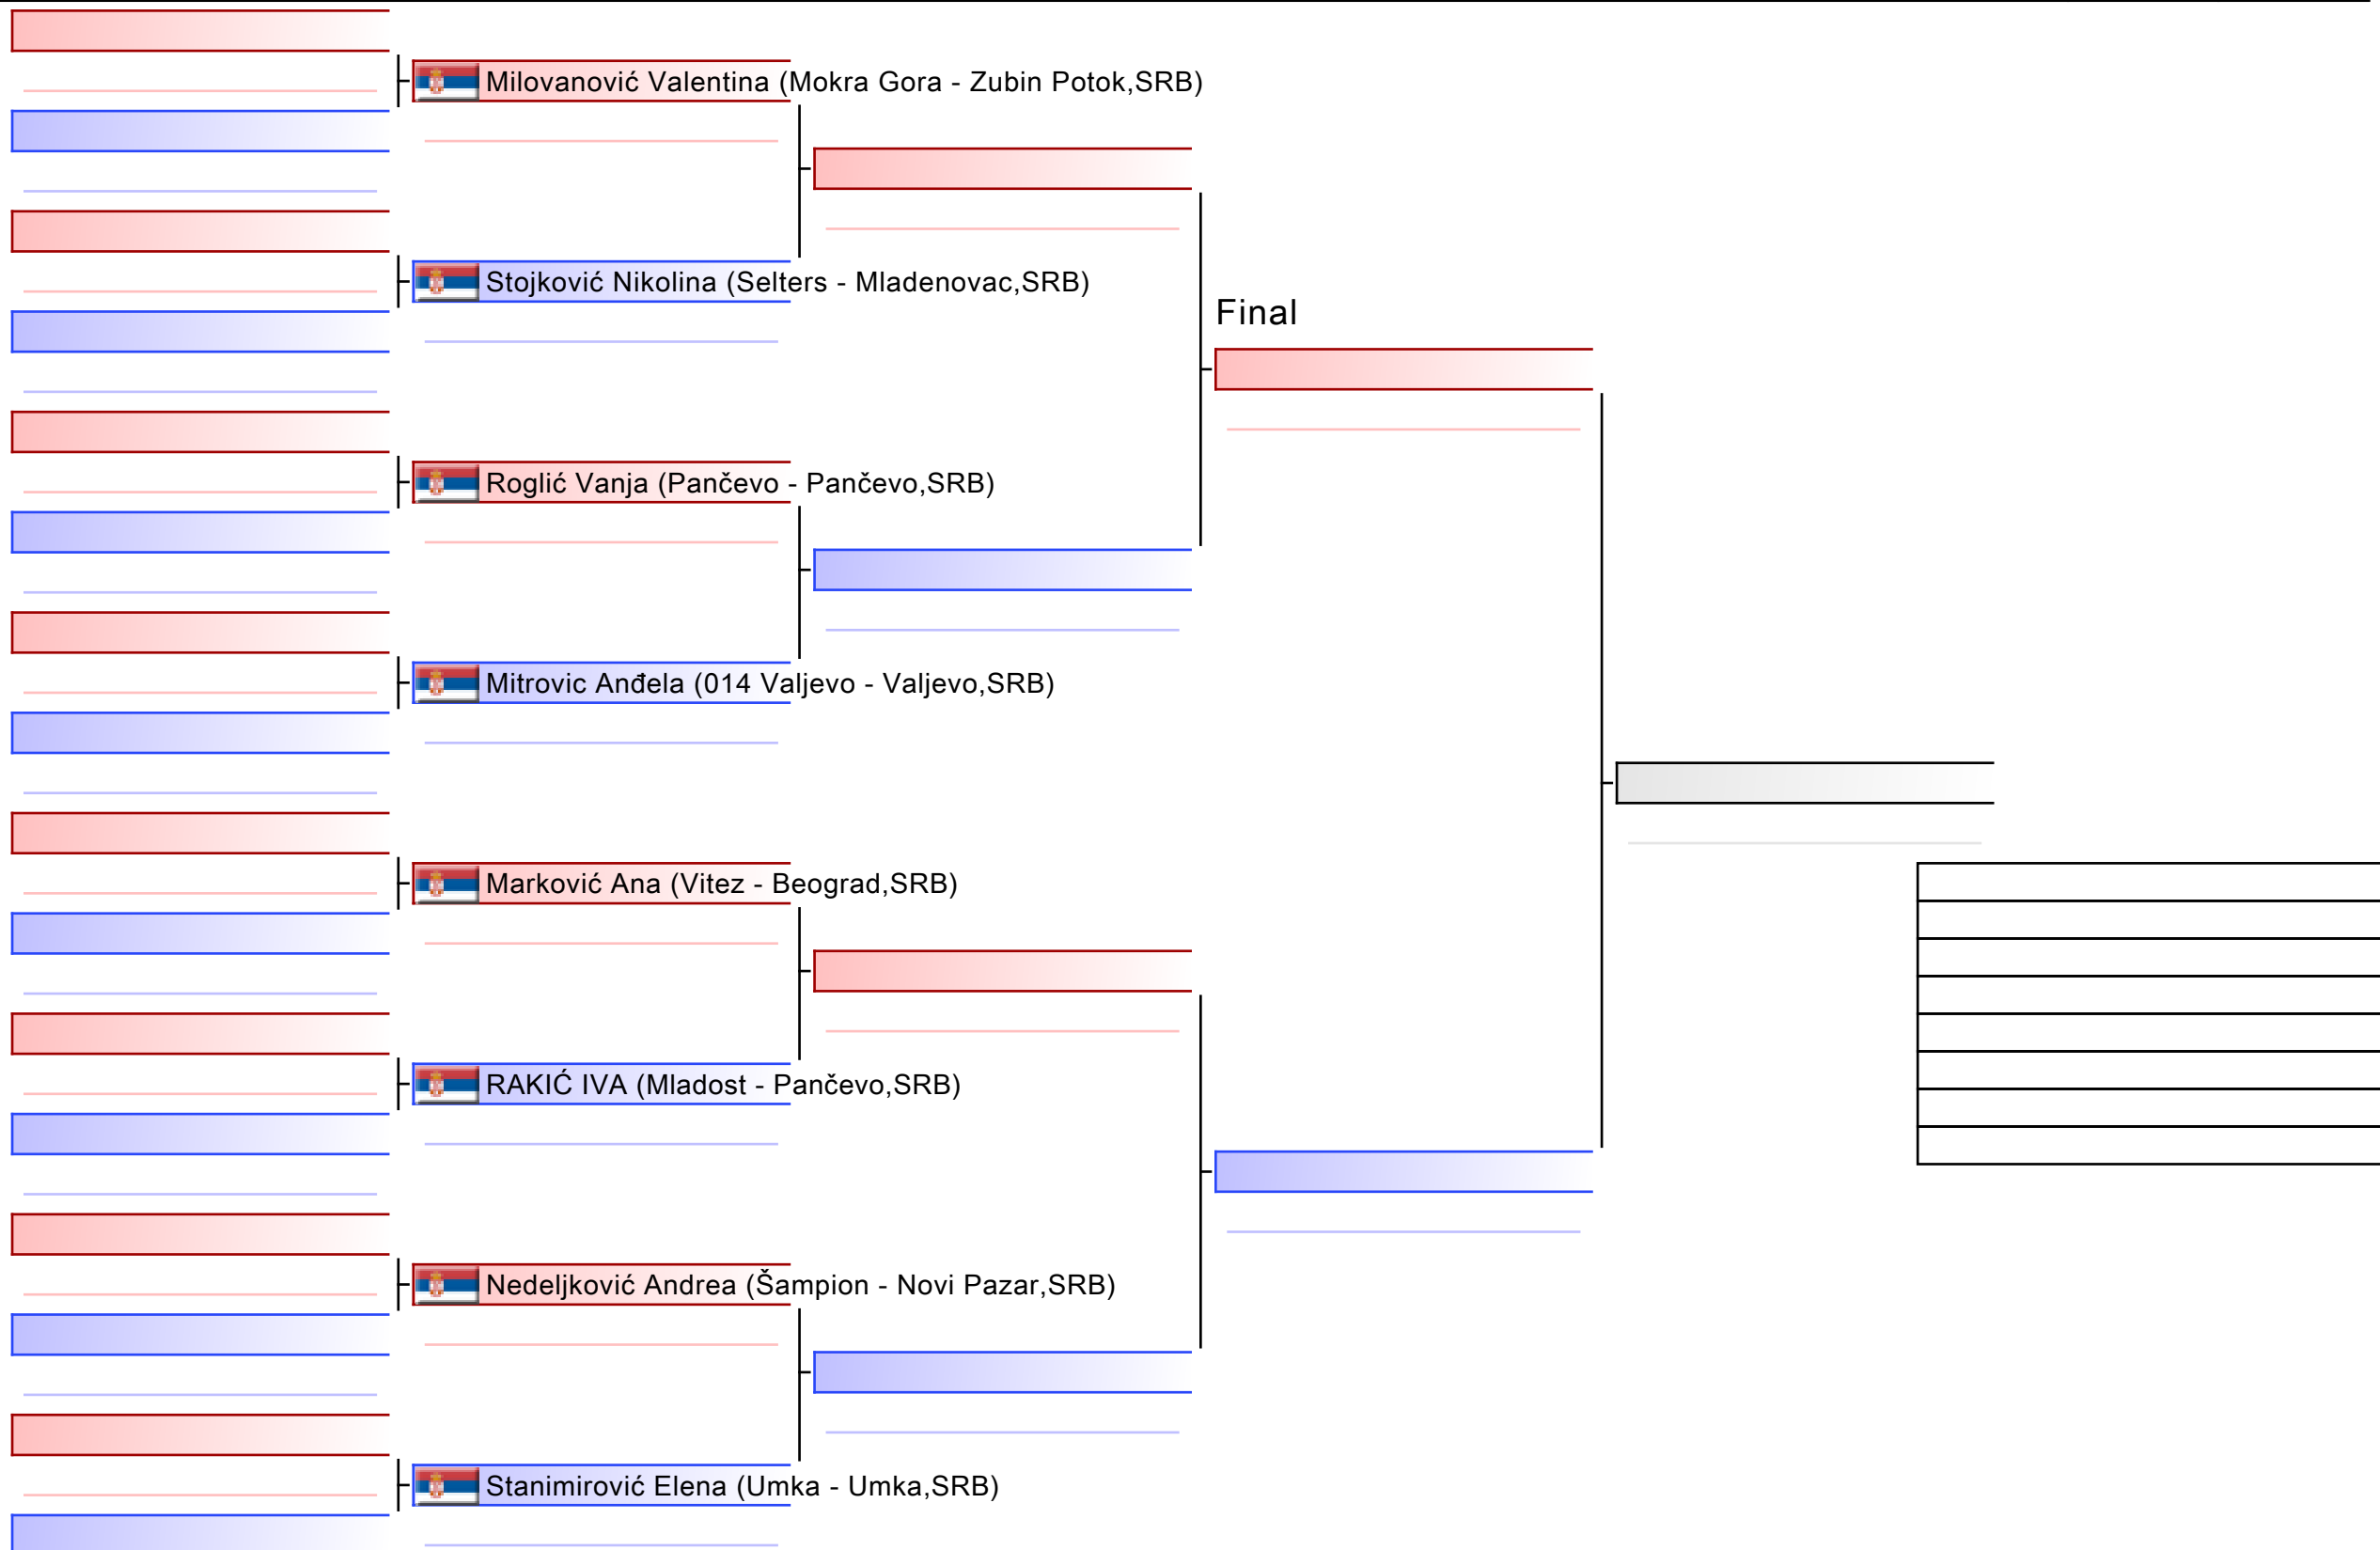 Milovanović Valentina (Mokra Gora - Zubin Potok,SRB)
Stojković Nikolina (Selters - Mladenovac,SRB)
Final
Roglić Vanja (Pančevo - Pančevo,SRB)
Mitrovic Anđela (014 Valjevo - Valjevo,SRB)
Marković Ana (Vitez - Beograd,SRB)
RAKIĆ IVA (Mladost - Pančevo,SRB)
Nedeljković Andrea (Šampion - Novi Pazar,SRB)
Stanimirović Elena (Umka - Umka,SRB)